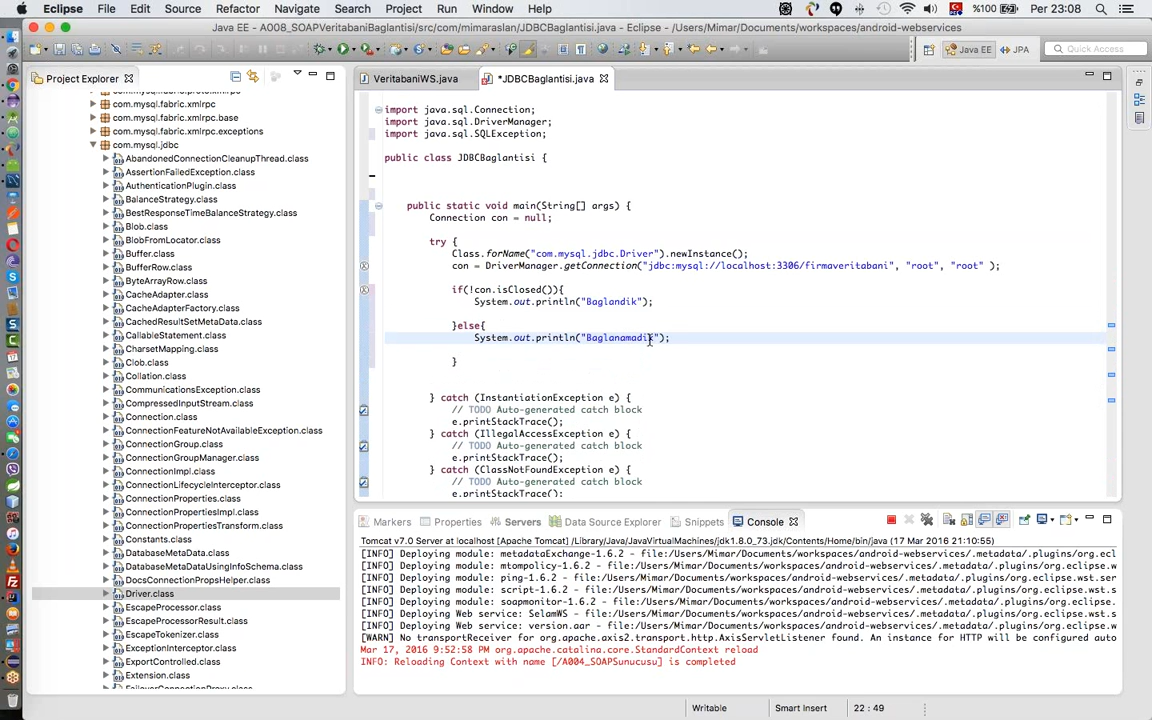 Eclipse File Edit Source Refactor Navigate Search Project Run Window Help %100 Per 23:08
Java EE - A008_SOAPVeritabaniBaglantisi/src/com/mimaraslan/JDBCBaglantisi.java - Eclipse - /Users/Mimar/Documents/workspace/android-webservices
Quick Access Java EE JPA
Project Explorer
com.mysql.fabric.xmlrpc
com.mysql.fabric.xmlrpc.base
com.mysql.fabric.xmlrpc.exceptions
com.mysql.jdbc
AbandonedConnectionCleanupThread.class
AssertionFailedException.class
AuthenticationPlugin.class
BalanceStrategy.class
BestResponseTimeBalanceStrategy.class
Blob.class
BlobFromLocator.class
Buffer.class
BufferRow.class
ByteArrayRow.class
CacheAdapter.class
CacheAdapterFactory.class
CachedResultSetMetaData.class
CallableStatement.class
CharsetMapping.class
Clob.class
Collation.class
CommunicationsException.class
CompressedInputStream.class
Connection.class
ConnectionFeatureNotAvailableException.class
ConnectionGroup.class
ConnectionGroupManager.class
ConnectionImpl.class
ConnectionLifecycleInterceptor.class
ConnectionProperties.class
ConnectionPropertiesImpl.class
ConnectionPropertiesTransform.class
Constants.class
DatabaseMetaData.class
DatabaseMetaDataUsingInfoSchema.class
DocsConnectionPropsHelper.class
Driver.class
EscapeProcessor.class
EscapeProcessorResult.class
EscapeTokenizer.class
ExceptionInterceptor.class
ExportControlled.class
Extension.class
FailoverConnectionProxy.class
VeritabaniWS.java *JDBCBaglantisi.java
import java.sql.Connection;
import java.sql.DriverManager;
import java.sql.SQLException;
public class JDBCBaglantisi {
public static void main(String[] args) {
Connection con = null;
try {
Class.forName("com.mysql.jdbc.Driver").newInstance();
con = DriverManager.getConnection("jdbc:mysql://localhost:3306/firmaveritabani", "root", "root" );
if(!con.isClosed()){
System.out.println("Baglandik");
}else{
System.out.println("Baglanamadik");
}
} catch (InstantiationException e) {
// TODO Auto-generated catch block
e.printStackTrace();
} catch (IllegalAccessException e) {
// TODO Auto-generated catch block
e.printStackTrace();
} catch (ClassNotFoundException e) {
// TODO Auto-generated catch block
e.printStackTrace();
Markers Properties Servers Data Source Explorer Snippets Console
Tomcat v7.0 Server at localhost [Apache Tomcat] /Library/Java/JavaVirtualMachines/jdk1.8.0_73.jdk/Contents/Home/bin/java (17 Mar 2016 21:10:55)
[INFO] Deploying module: metadataExchange-1.6.2 - file:/Users/Mimar/Documents/android-webservices/.metadata/.plugins/org.ecl
[INFO] Deploying module: mtompolicy-1.6.2 - file:/Users/Mimar/Documents/android-webservices/.metadata/.plugins/org.eclipse.w
[INFO] Deploying module: ping-1.6.2 - file:/Users/Mimar/Documents/android-webservices/.metadata/.plugins/org.eclipse.wst.ser
[INFO] Deploying module: script-1.6.2 - file:/Users/Mimar/Documents/android-webservices/.metadata/.plugins/org.eclipse.wst.s
[INFO] Deploying module: soapmonitor-1.6.2 - file:/Users/Mimar/Documents/android-webservices/.metadata/.plugins/org.eclipse.
[INFO] Deploying Web service: SelamWS - file:/Users/Mimar/Documents/android-webservices/.metadata/.plugins/org.eclipse.wst.s
[INFO] Deploying Web service: version.aar - file:/Users/Mimar/Documents/android-webservices/.metadata/.plugins/org.eclipse.w
[WARN] No transportReceiver for org.apache.axis2.transport.http.AxisServletListener found. An instance for HTTP will be configured auto
Mar 17, 2016 9:52:58 PM org.apache.catalina.core.StandardContext reload
INFO: Reloading Context with name [/A004_SOAPSunucusu] is completed
Writable Smart Insert 22 : 49